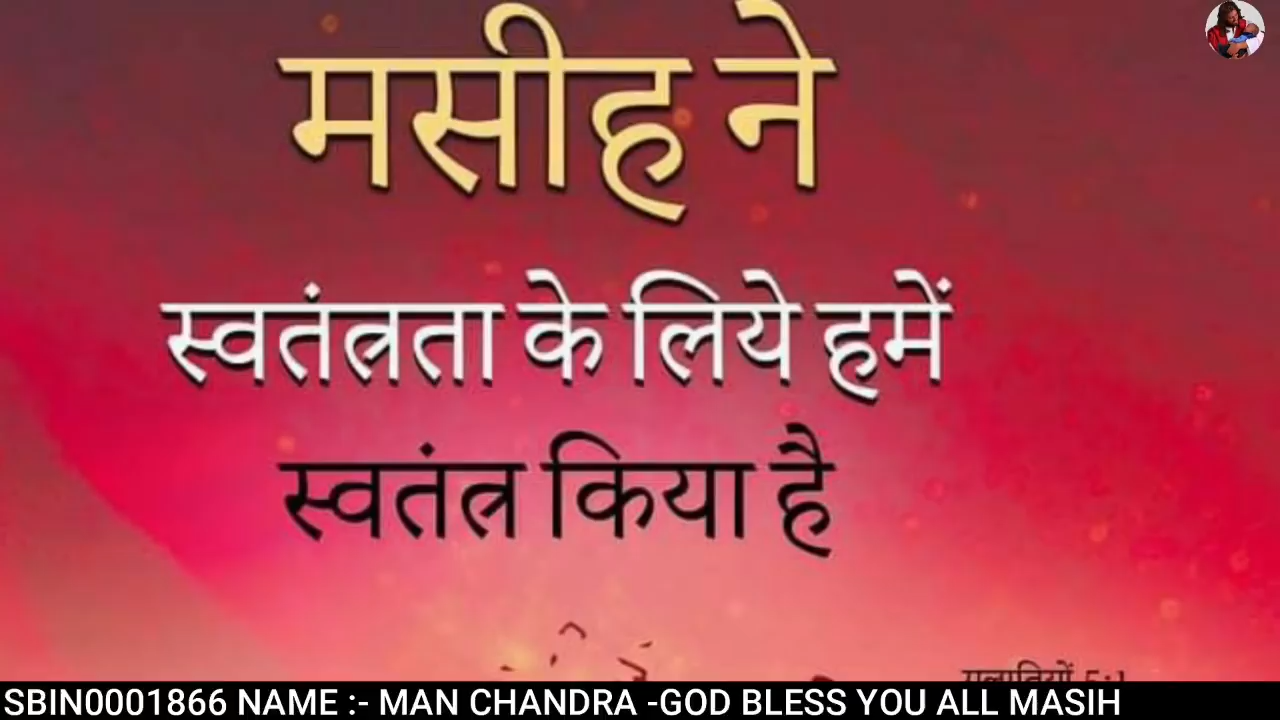 मसीह ने
स्वतंत्रता के लिये हमें
स्वतंत्र किया है
SBIN0001866 NAME :- MAN CHANDRA -GOD BLESS YOU ALL MASIH